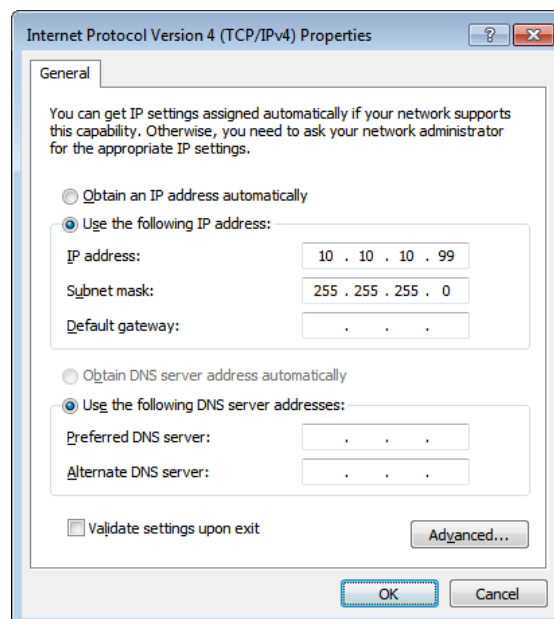 Internet Protocol Version 4 (TCP/IPv4) Properties
General
You can get IP settings assigned automatically if your network supports
this capability. Otherwise, you need to ask your network administrator
for the appropriate IP settings.
Obtain an IP address automatically
Use the following IP address:
IP address: 10 . 10 . 10 . 99
Subnet mask: 255 . 255 . 255 . 0
Default gateway: . . .
Obtain DNS server address automatically
Use the following DNS server addresses:
Preferred DNS server: . . .
Alternate DNS server: . . .
Validate settings upon exit
Advanced...
OK Cancel